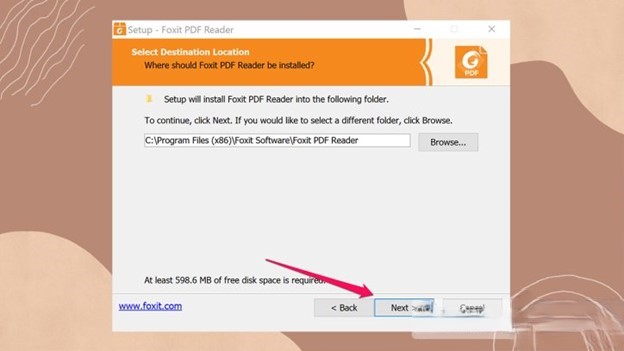 Setup - Foxit PDF Reader
Select Destination Location
Where should Foxit PDF Reader be installed?
PDF
Setup will install Foxit PDF Reader into the following folder.
To continue, click Next. If you would like to select a different folder, click Browse.
C:\Program Files (x86)\Foxit Software\Foxit PDF Reader
Browse...
At least 598.6 MB of free disk space is required.
www.foxit.com
< Back
Next >
Cancel